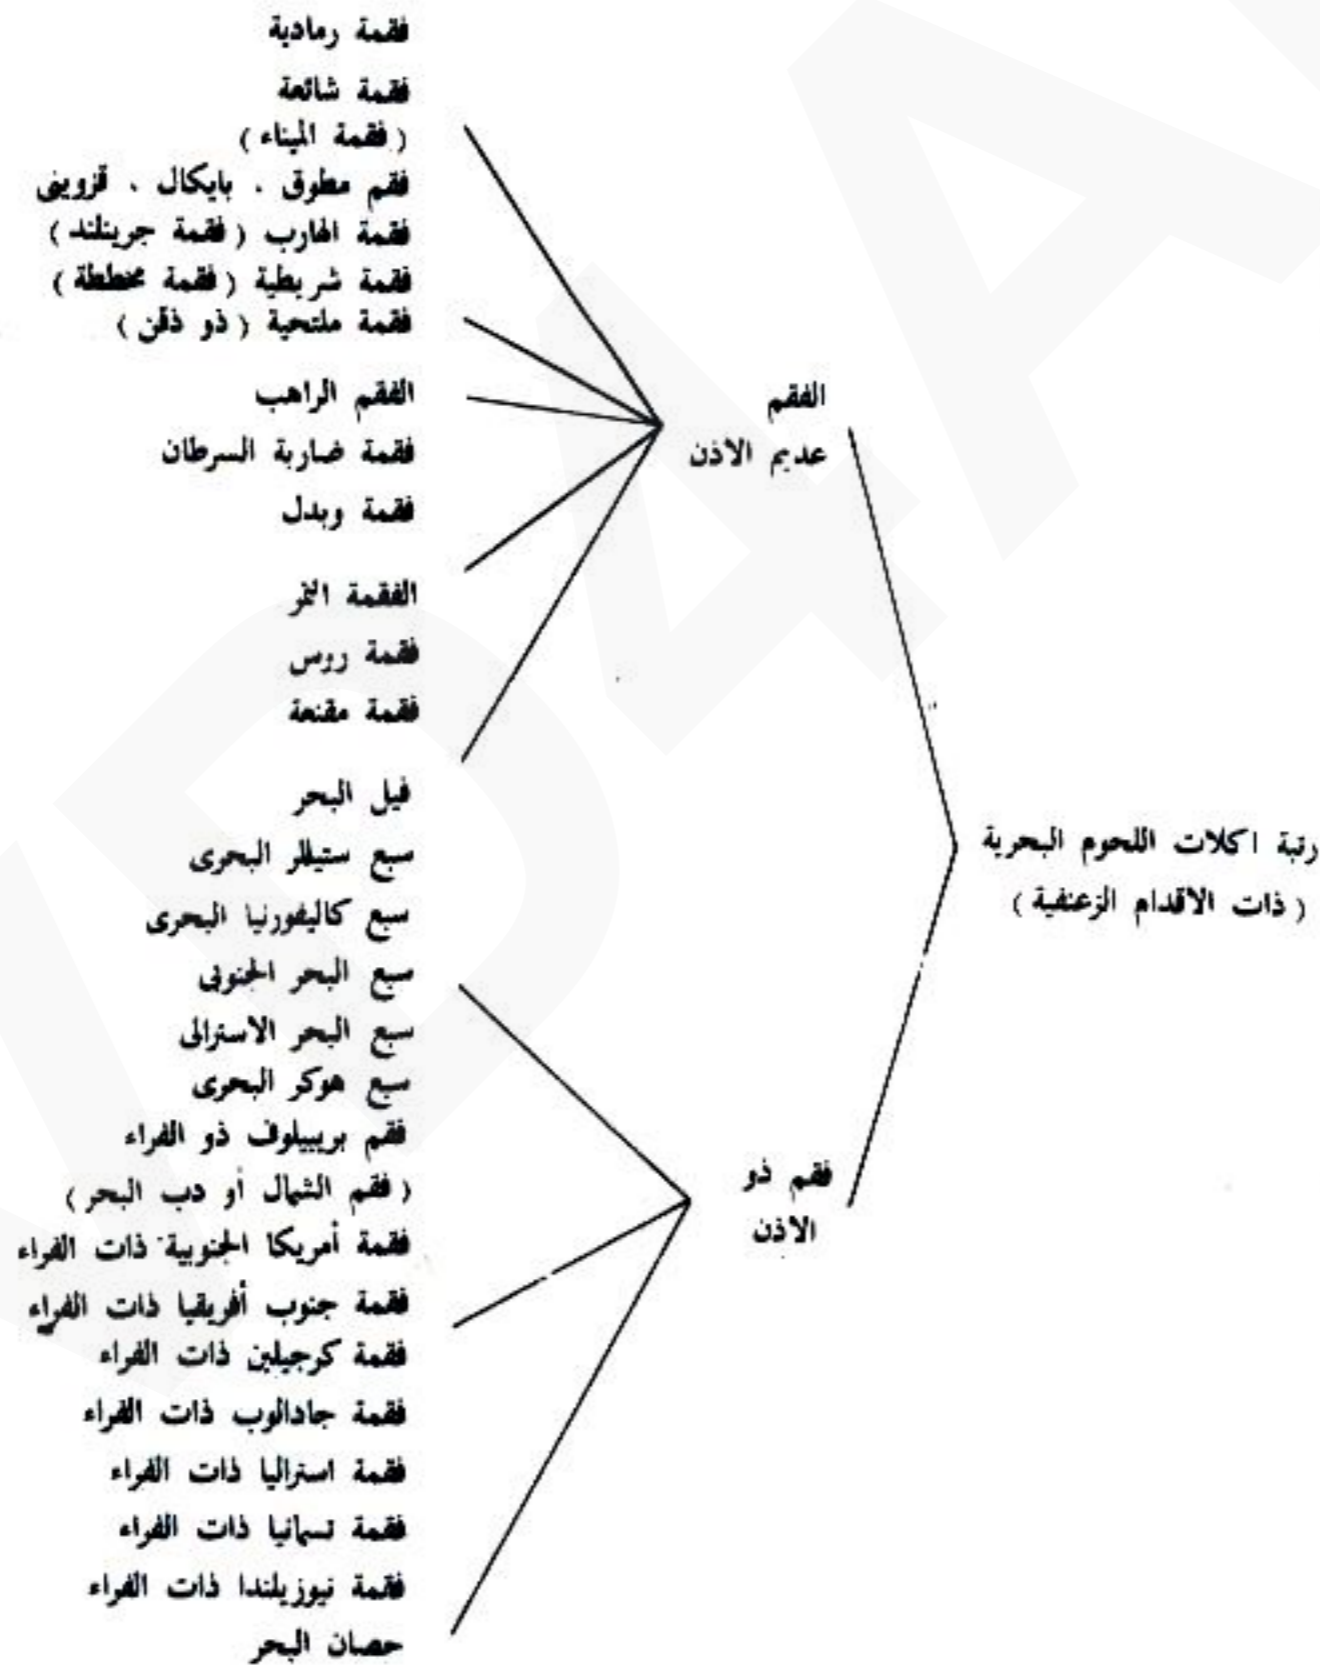 رتبة اكلات اللحوم البحرية
( ذات الاقدام الزعنفية )
الفقم
عديم الاذن
فقمة رمادية
فقمة شائعة
( فقمة الميناء )
فقم مطوق . بايكال . قزوينى
فقمة الهارب ( فقمة جرينلند )
فقمة شريطية ( فقمة مخططة )
فقمة ملتحية ( ذو ذقن )
الفقم الراهب
فقمة ضاربة السرطان
فقمة وبدل
الفقمة النمر
فقمة روس
فقمة مقنعة
فيل البحر
فقم ذو
الاذن
سبع ستيللر البحرى
سبع كاليفورنيا البحرى
سبع البحر الجنوبى
سبع البحر الاسترالى
سبع هوكر البحرى
فقم بريبيلوف ذو الفراء
( فقم الشمال أو دب البحر )
فقمة أمريكا الجنوبية ذات الفراء
فقمة جنوب أفريقيا ذات الفراء
فقمة كرجيلين ذات الفراء
فقمة جادالوب ذات الفراء
فقمة استراليا ذات الفراء
فقمة تسمانيا ذات الفراء
فقمة نيوزيلندا ذات الفراء
حصان البحر